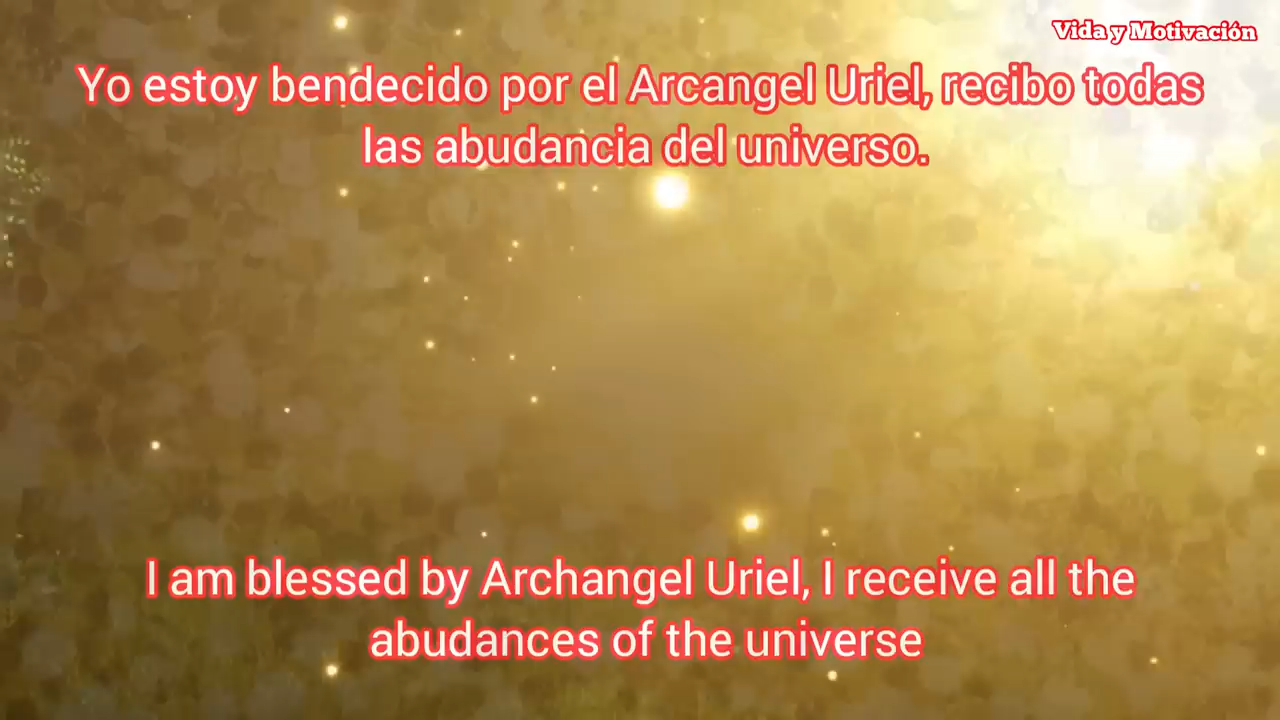 Vida y Motivación
Yo estoy bendecido por el Arcangel Uriel, recibo todas
las abudancia del universo.
I am blessed by Archangel Uriel, I receive all the
abudances of the universe